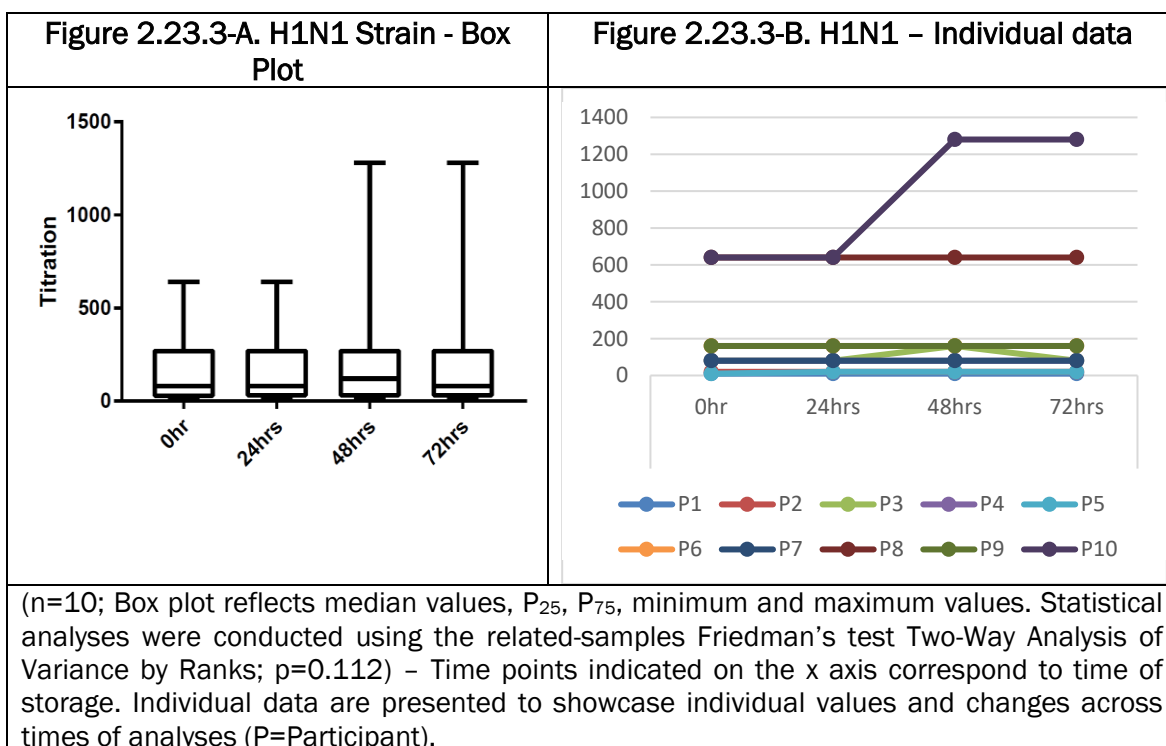 Figure 2.23.3-A. H1N1 Strain - Box
Plot
Figure 2.23.3-B. H1N1 – Individual data
1500
1000
500
0
Titration
0hr
24hrs
48hrs
72hrs
1400
1200
1000
800
600
400
200
0
0hr 24hrs 48hrs 72hrs
P1 P2 P3 P4 P5
P6 P7 P8 P9 P10
(n=10; Box plot reflects median values, P25, P75, minimum and maximum values. Statistical
analyses were conducted using the related-samples Friedman’s test Two-Way Analysis of
Variance by Ranks; p=0.112) – Time points indicated on the x axis correspond to time of
storage. Individual data are presented to showcase individual values and changes across
times of analyses (P=Participant).